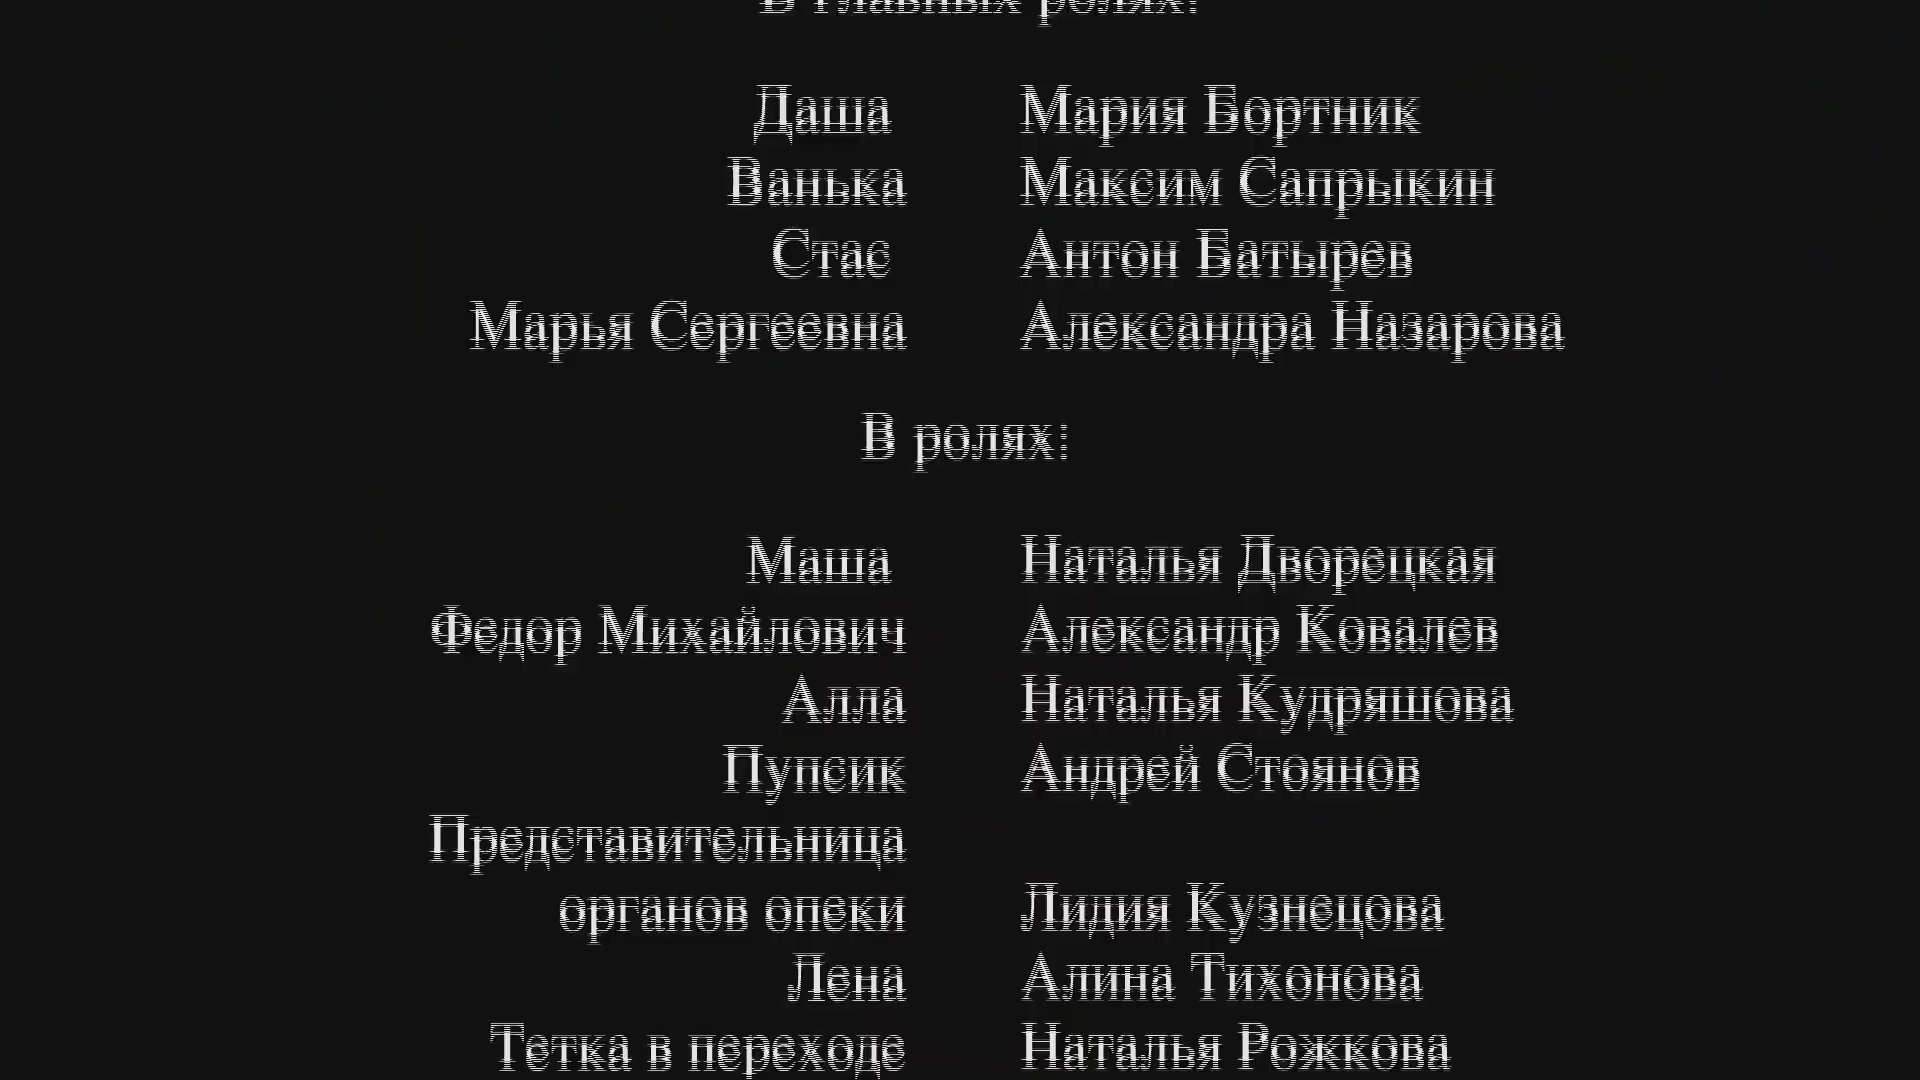 В главных ролях:
Даша Мария Бортник
Ванька Максим Сапрыкин
Стас Антон Батырев
Марья Сергеевна Александра Назарова
В ролях:
Маша Наталья Дворецкая
Федор Михайлович Александр Ковалев
Алла Наталья Кудряшова
Пупсик Андрей Стоянов
Представительница
органов опеки Лидия Кузнецова
Лена Алина Тихонова
Тетка в переходе Наталья Рожкова